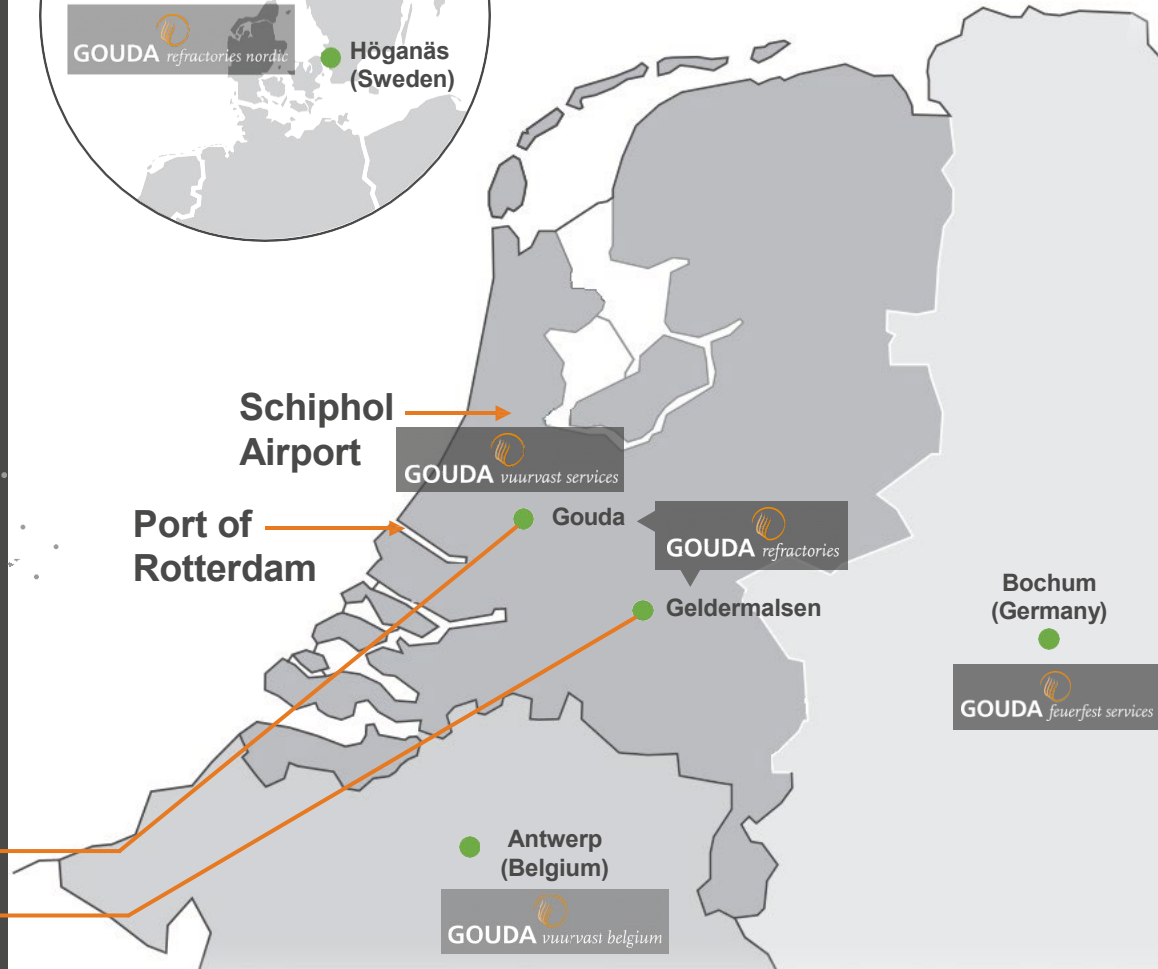 GOUDA refractories nordic
Höganäs
(Sweden)
Schiphol
Airport
GOUDA vuurvast services
Port of
Rotterdam
Gouda
GOUDA refractories
Geldermalsen
Bochum
(Germany)
GOUDA feuerfest services
Antwerp
(Belgium)
GOUDA vuurvast belgium